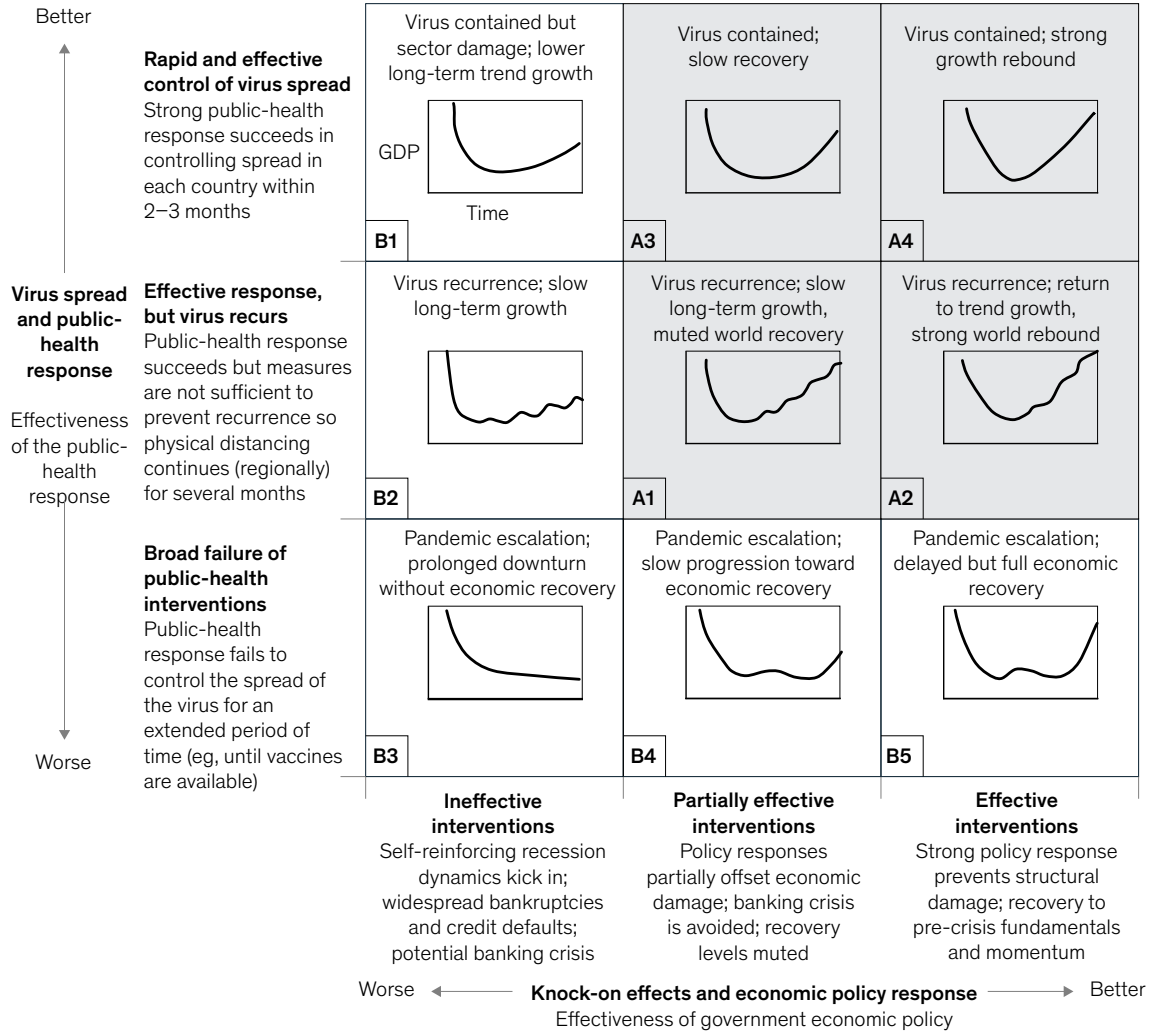 Better
Rapid and effective
control of virus spread
Strong public-health
response succeeds in
controlling spread in
each country within
2–3 months
Virus contained but
sector damage; lower
long-term trend growth
GDP
Time
B1
Virus contained;
slow recovery
A3
Virus contained; strong
growth rebound
A4
Virus spread
and public-
health
response
Effectiveness
of the public-
health
response
Effective response,
but virus recurs
Public-health response
succeeds but measures
are not sufficient to
prevent recurrence so
physical distancing
continues (regionally)
for several months
Virus recurrence; slow
long-term growth
B2
Virus recurrence; slow
long-term growth,
muted world recovery
A1
Virus recurrence; return
to trend growth,
strong world rebound
A2
Broad failure of
public-health
interventions
Public-health
response fails to
control the spread of
the virus for an
extended period of
time (eg, until vaccines
are available)
Worse
Pandemic escalation;
prolonged downturn
without economic recovery
B3
Pandemic escalation;
slow progression toward
economic recovery
B4
Pandemic escalation;
delayed but full economic
recovery
B5
Ineffective
interventions
Self-reinforcing recession
dynamics kick in;
widespread bankruptcies
and credit defaults;
potential banking crisis
Partially effective
interventions
Policy responses
partially offset economic
damage; banking crisis
is avoided; recovery
levels muted
Effective
interventions
Strong policy response
prevents structural
damage; recovery to
pre-crisis fundamentals
and momentum
Worse
Knock-on effects and economic policy response
Better
Effectiveness of government economic policy